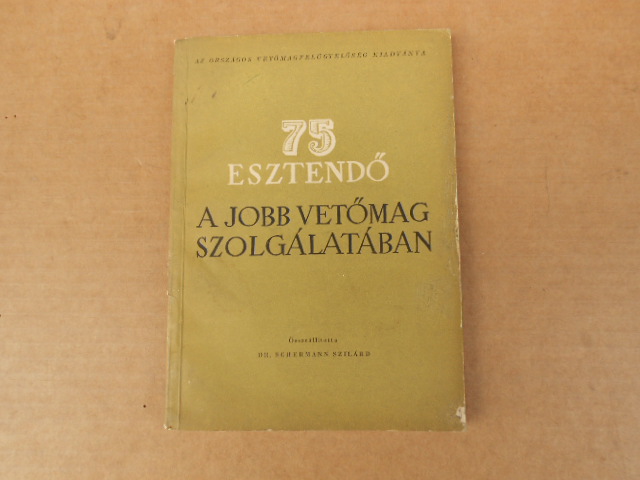 AZ ORSZÁGOS VETŐMAGFELÜGYELŐSÉG KIADVÁNYA
75
ESZTENDŐ
A JOBB VETŐMAG
SZOLGÁLATÁBAN
Összeállította
DR. SCHERMANN SZILÁRD